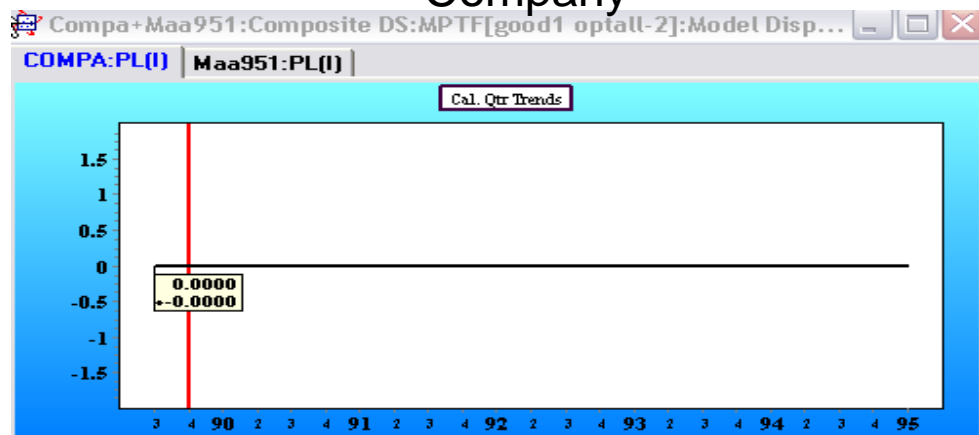 Company
Compa+Maa951:Composite DS:MPTF[good1 optall-2]:Model Disp...
COMPA:PL(I) Maa951:PL(I)
Cal. Qtr Trends
1.5
1
0.5
0
-0.5
-1
-1.5
0.0000
+-0.0000
3 4 90 2 3 4 91 2 3 4 92 2 3 4 93 2 3 4 94 2 3 4 95